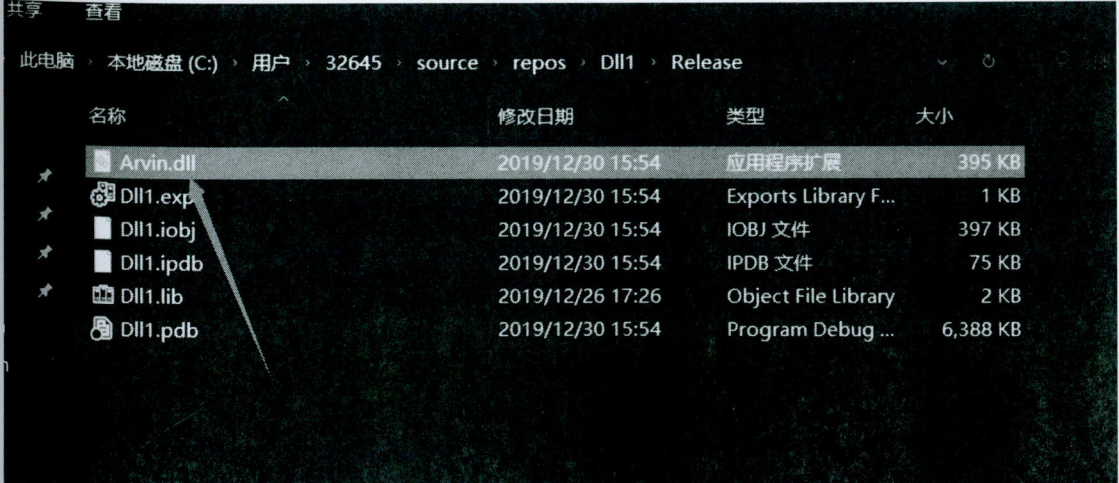 共享 查看
此电脑 › 本地磁盘 (C:) › 用户 › 32645 › source › repos › Dll1 › Release
名称 修改日期 类型 大小
Arvin.dll 2019/12/30 15:54 应用程序扩展 395 KB
Dll1.exp 2019/12/30 15:54 Exports Library F... 1 KB
Dll1.iobj 2019/12/30 15:54 IOBJ 文件 397 KB
Dll1.ipdb 2019/12/30 15:54 IPDB 文件 75 KB
Dll1.lib 2019/12/26 17:26 Object File Library 2 KB
Dll1.pdb 2019/12/30 15:54 Program Debug ... 6,388 KB